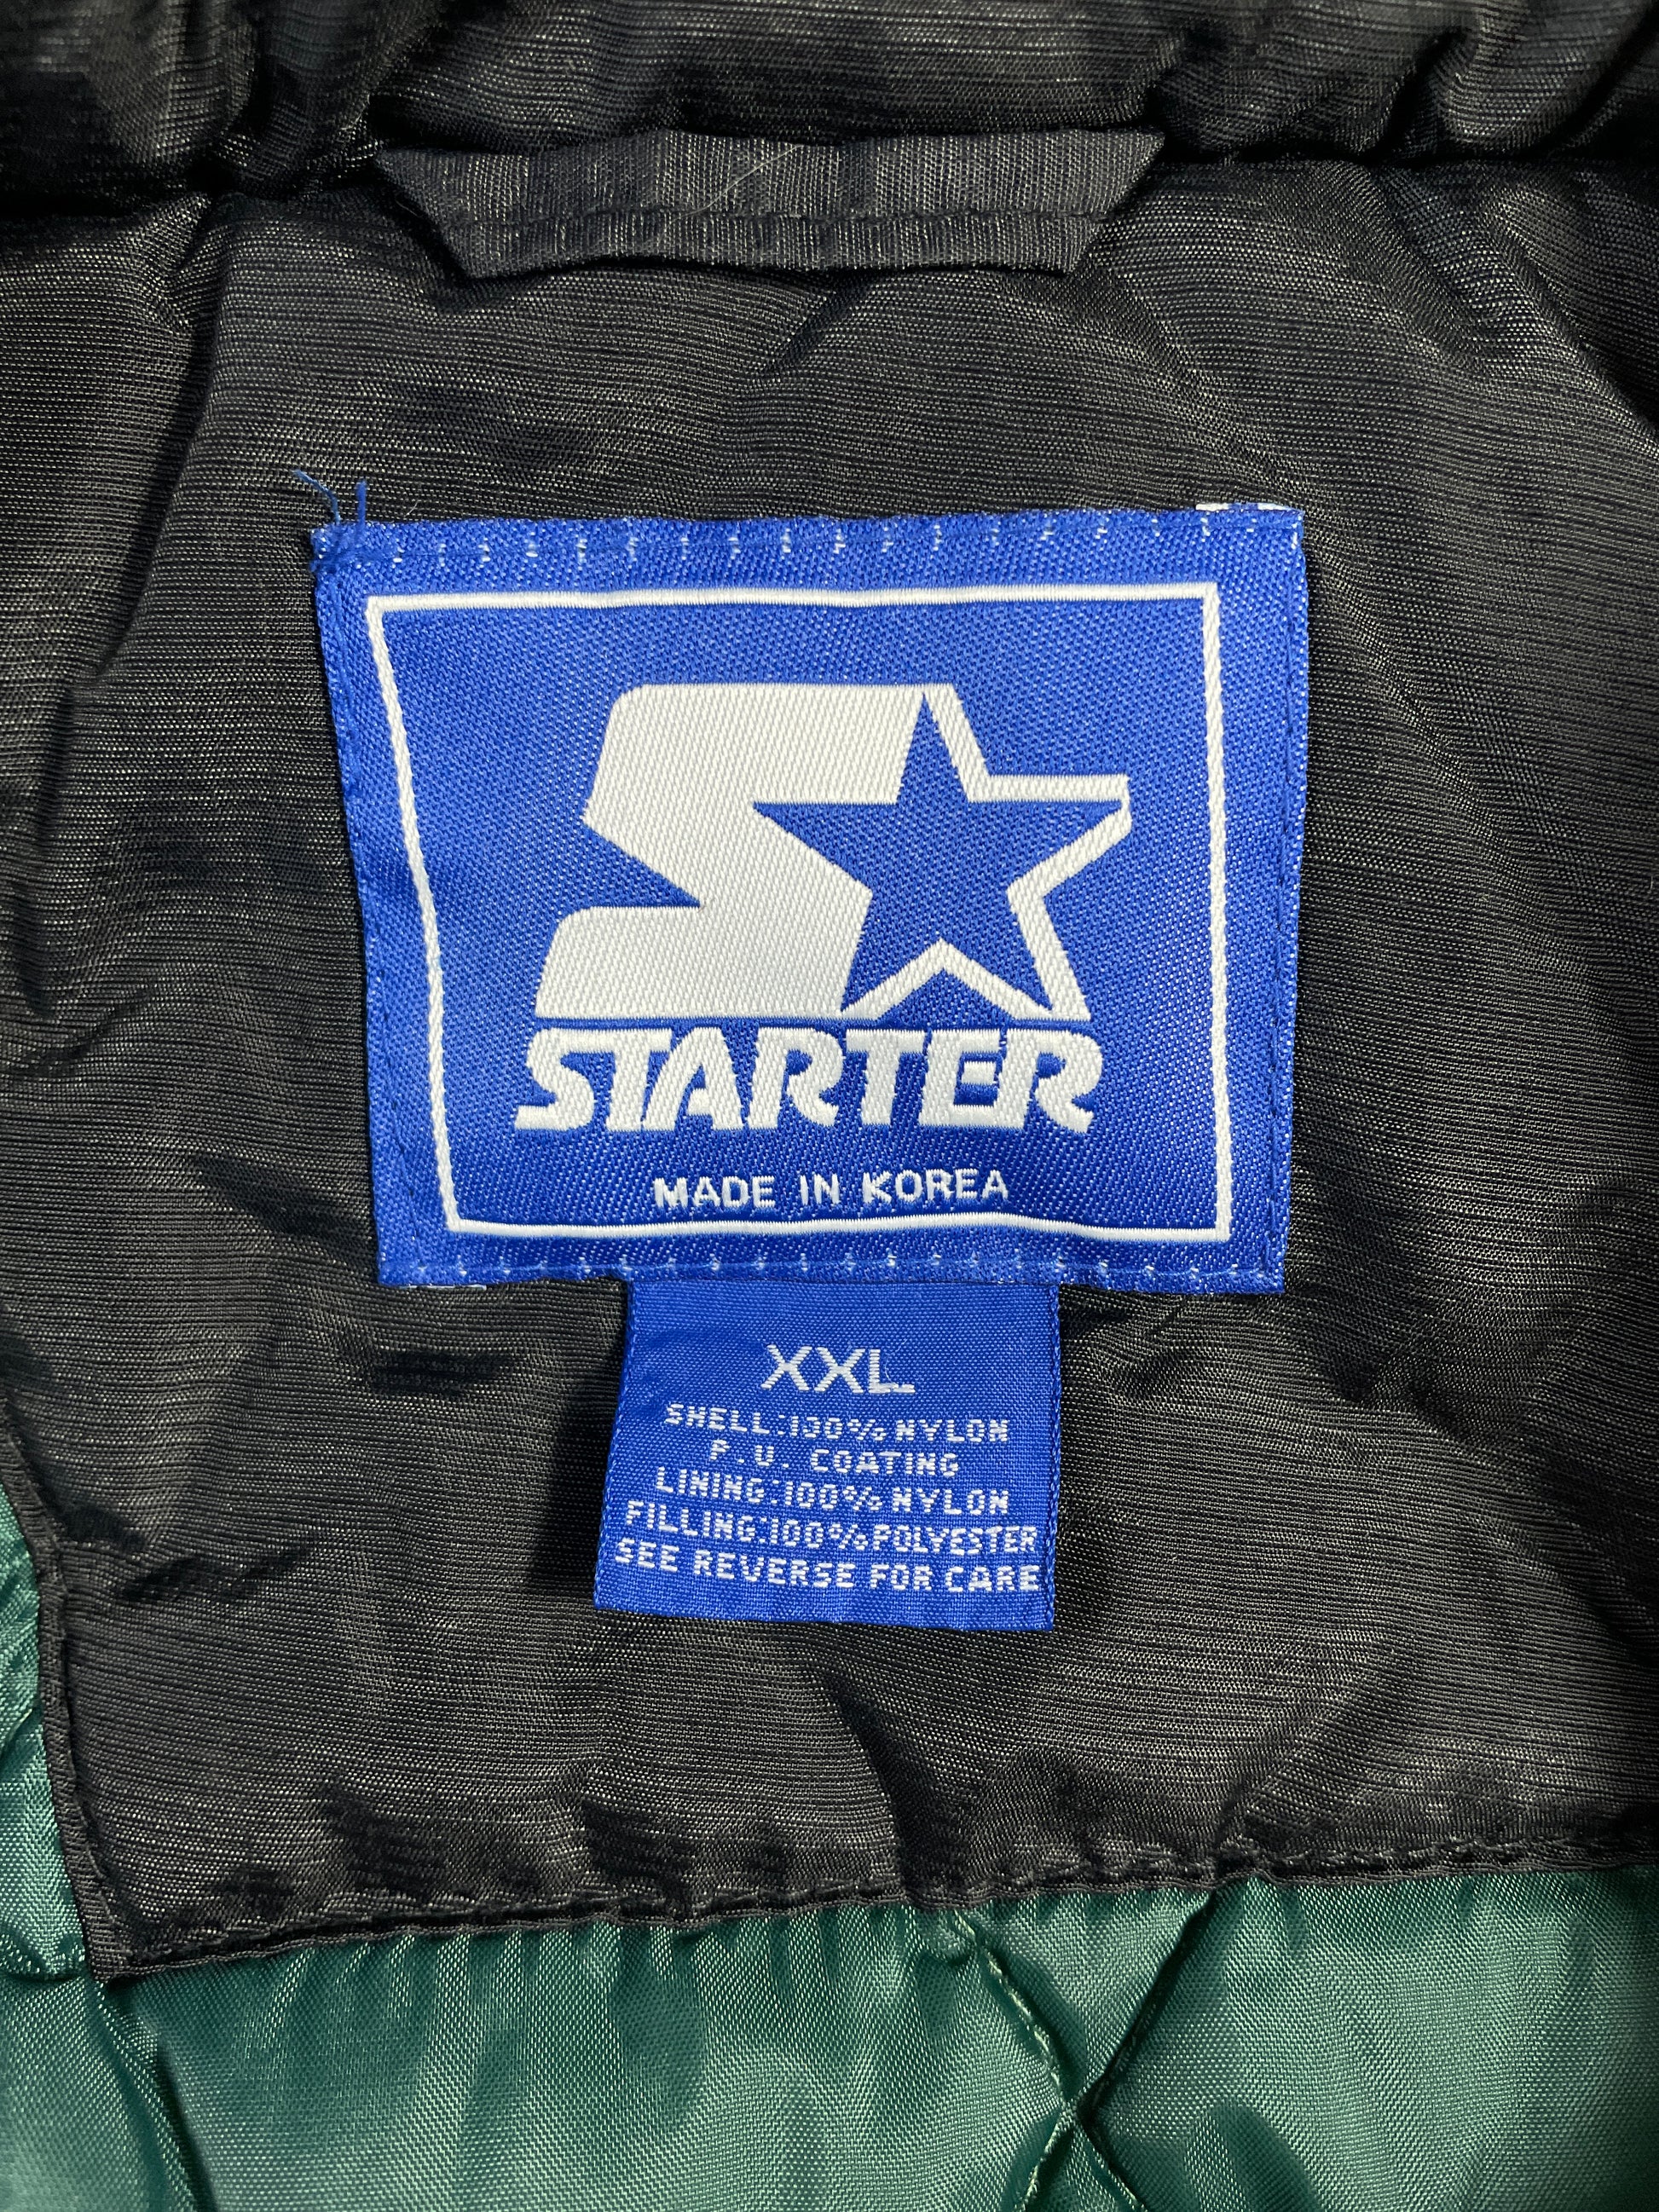 STARTER
MADE IN KOREA
XXL
SHELL:100% NYLON
P.U. COATING
LINING:100% NYLON
FILLING:100%POLYESTER
SEE REVERSE FOR CARE